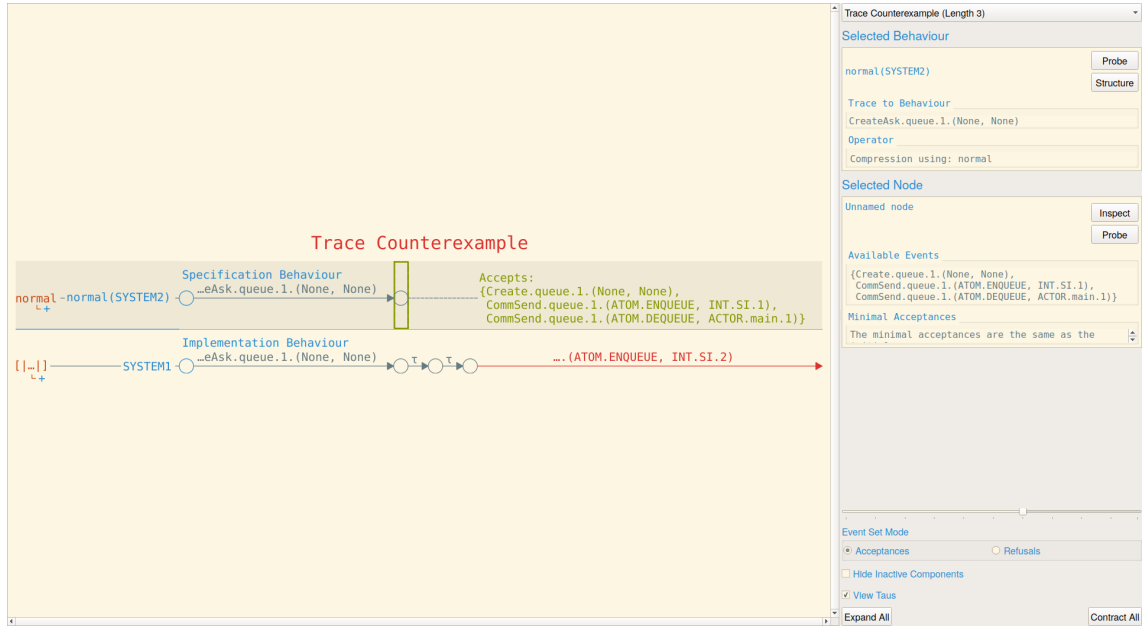 Trace Counterexample
Specification Behaviour
…eAsk.queue.1.(None, None)
normal
normal(SYSTEM2)
+
Accepts:
{Create.queue.1.(None, None),
CommSend.queue.1.(ATOM.ENQUEUE, INT.SI.1),
CommSend.queue.1.(ATOM.DEQUEUE, ACTOR.main.1)}
Implementation Behaviour
…eAsk.queue.1.(None, None)
τ τ
….(ATOM.ENQUEUE, INT.SI.2)
[|…|]
SYSTEM1
+
Trace Counterexample (Length 3)
Selected Behaviour
normal(SYSTEM2)
Probe
Structure
Trace to Behaviour
CreateAsk.queue.1.(None, None)
Operator
Compression using: normal
Selected Node
Unnamed node
Inspect
Probe
Available Events
{Create.queue.1.(None, None),
CommSend.queue.1.(ATOM.ENQUEUE, INT.SI.1),
CommSend.queue.1.(ATOM.DEQUEUE, ACTOR.main.1)}
Minimal Acceptances
The minimal acceptances are the same as the
Event Set Mode
Acceptances
Refusals
Hide Inactive Components
View Taus
Expand All
Contract All